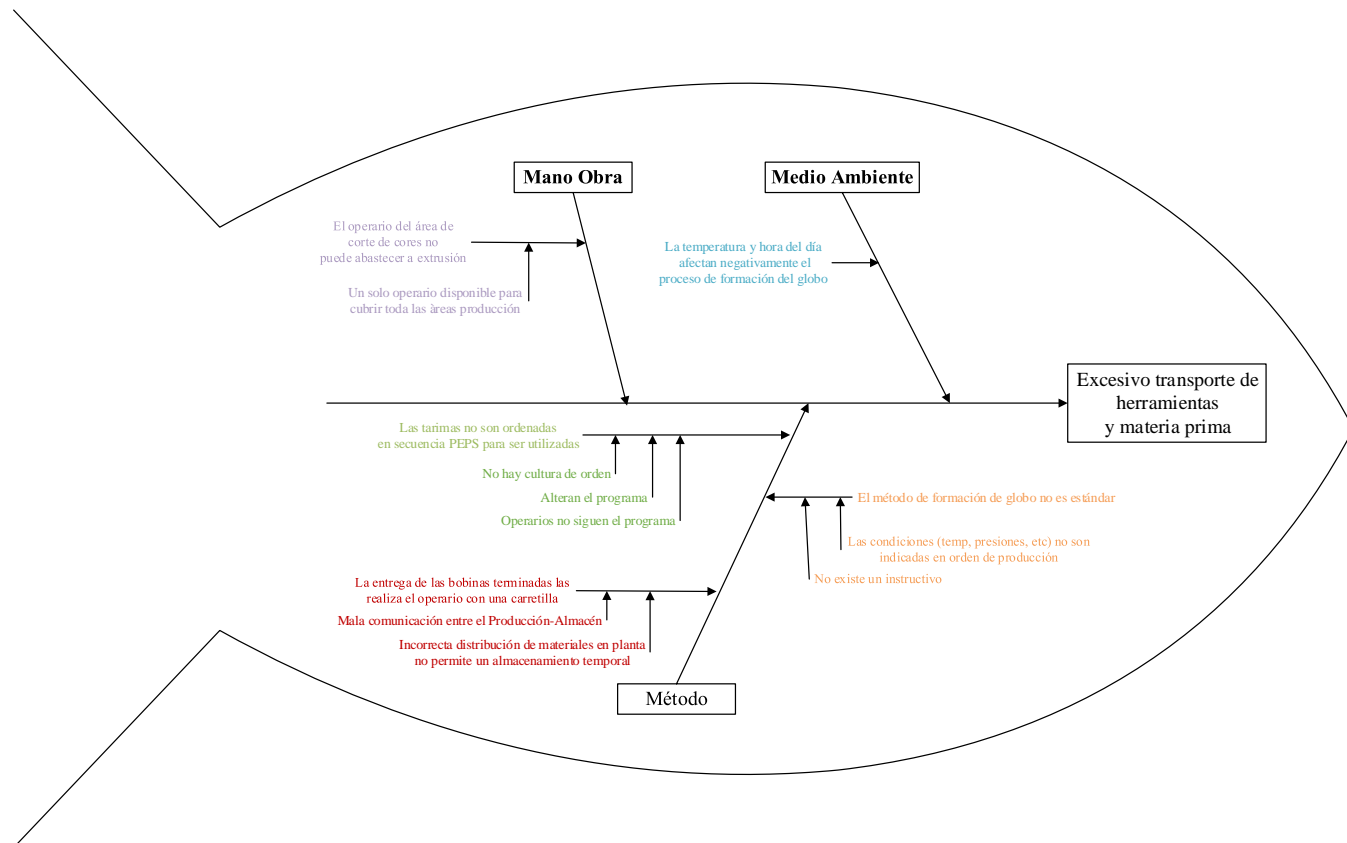 Mano Obra
Medio Ambiente
El operario del área de
corte de cores no
puede abastecer a extrusión
Un solo operario disponible para
cubrir toda las àreas producción
La temperatura y hora del día
afectan negativamente el
proceso de formación del globo
Excesivo transporte de
herramientas
y materia prima
Las tarimas no son ordenadas
en secuencia PEPS para ser utilizadas
No hay cultura de orden
Alteran el programa
Operarios no siguen el programa
El método de formación de globo no es estándar
Las condiciones (temp, presiones, etc) no son
indicadas en orden de producción
No existe un instructivo
La entrega de las bobinas terminadas las
realiza el operario con una carretilla
Mala comunicación entre el Producción-Almacén
Incorrecta distribución de materiales en planta
no permite un almacenamiento temporal
Método